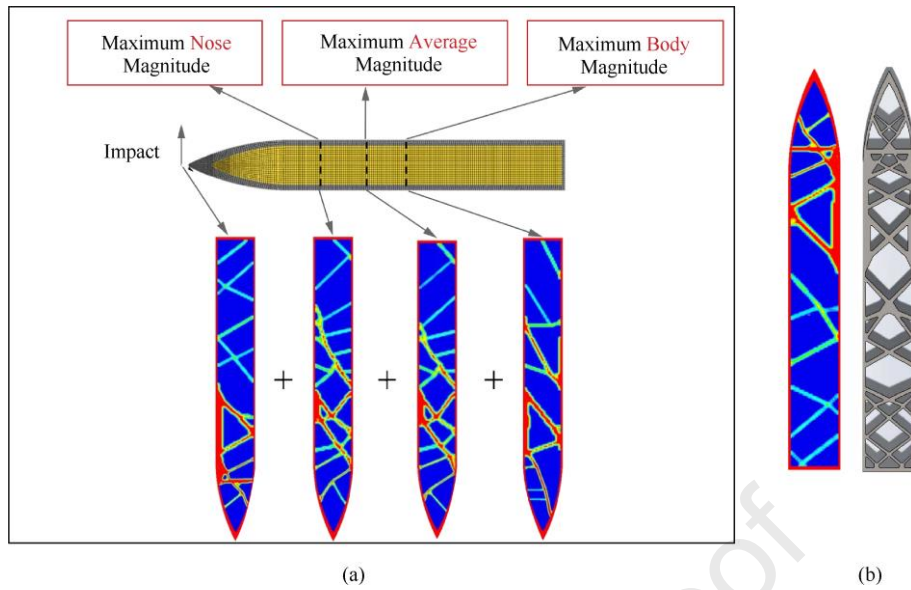 Maximum Nose
Magnitude
Maximum Average
Magnitude
Maximum Body
Magnitude
Impact
+
+
+
(a)
(b)